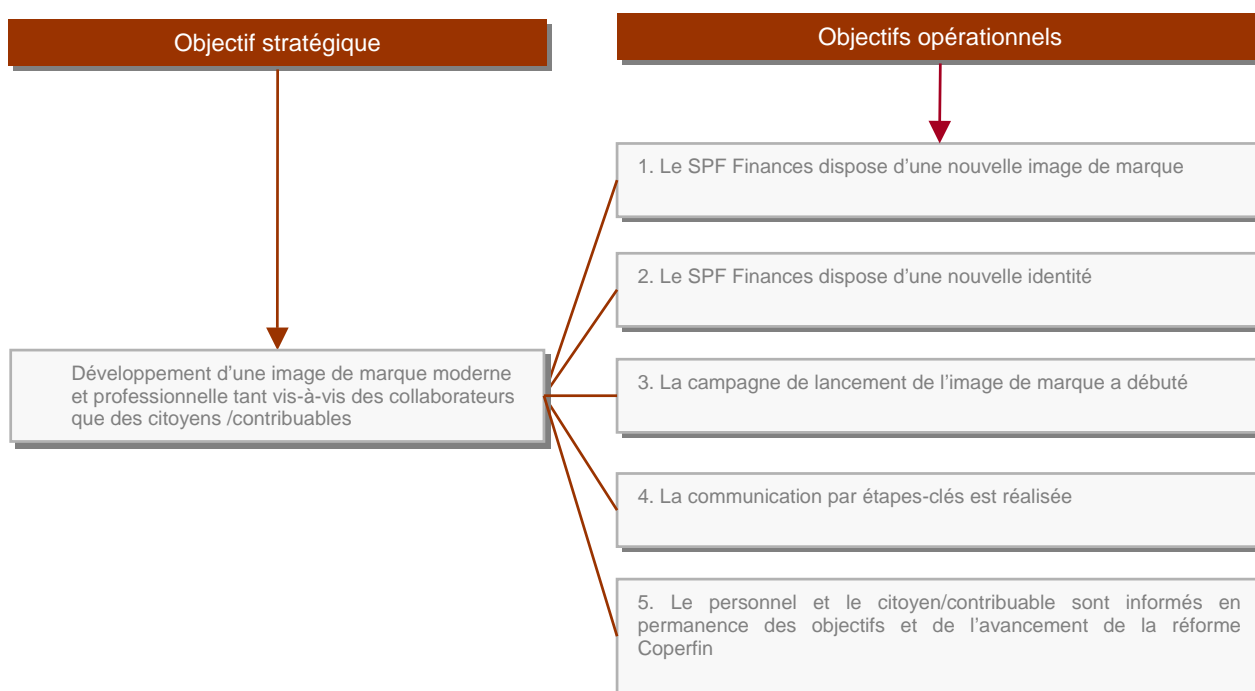 Objectif stratégique
Objectifs opérationnels
1. Le SPF Finances dispose d’une nouvelle image de marque
2. Le SPF Finances dispose d’une nouvelle identité
Développement d’une image de marque moderne
et professionnelle tant vis-à-vis des collaborateurs
que des citoyens /contribuables
3. La campagne de lancement de l’image de marque a débuté
4. La communication par étapes-clés est réalisée
5. Le personnel et le citoyen/contribuable sont informés en
permanence des objectifs et de l’avancement de la réforme
Coperfin